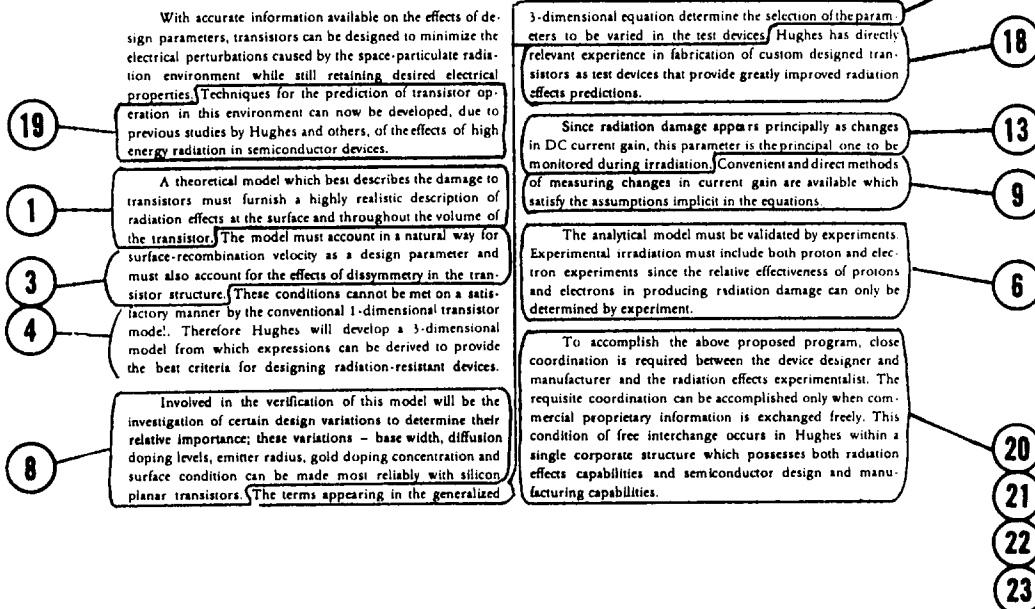 With accurate information available on the effects of de-
sign parameters, transistors can be designed to minimize the
electrical perturbations caused by the space-particulate radia-
tion environment while still retaining desired electrical
properties. Techniques for the prediction of transistor op-
eration in this environment can now be developed, due to
previous studies by Hughes and others, of the effects of high
energy radiation in semiconductor devices.
A theoretical model which best describes the damage to
transistors must furnish a highly realistic description of
radiation effects at the surface and throughout the volume of
the transistor. The model must account in a natural way for
surface-recombination velocity as a design parameter and
must also account for the effects of dissymmetry in the tran-
sistor structure. These conditions cannot be met on a satis-
factory manner by the conventional 1-dimensional transistor
model. Therefore Hughes will develop a 3-dimensional
model from which expressions can be derived to provide
the best criteria for designing radiation-resistant devices.
Involved in the verification of this model will be the
investigation of certain design variations to determine their
relative importance; these variations – base width, diffusion
doping levels, emitter radius, gold doping concentration and
surface condition can be made most reliably with silicon
planar transistors. The terms appearing in the generalized
19
1
3
4
8
3-dimensional equation determine the selection of the param-
eters to be varied in the test devices. Hughes has directly
relevant experience in fabrication of custom designed tran-
sistors as test devices that provide greatly improved radiation
effects predictions.
Since radiation damage appears principally as changes
in DC current gain, this parameter is the principal one to be
monitored during irradiation. Convenient and direct methods
of measuring changes in current gain are available which
satisfy the assumptions implicit in the equations.
The analytical model must be validated by experiments.
Experimental irradiation must include both proton and elec-
tron experiments since the relative effectiveness of protons
and electrons in producing radiation damage can only be
determined by experiment.
To accomplish the above proposed program, close
coordination is required between the device designer and
manufacturer and the radiation effects experimentalist. The
requisite coordination can be accomplished only when com-
mercial proprietary information is exchanged freely. This
condition of free interchange occurs in Hughes within a
single corporate structure which possesses both radiation
effects capabilities and semiconductor design and manu-
facturing capabilities.
18
13
9
6
20
21
22
23